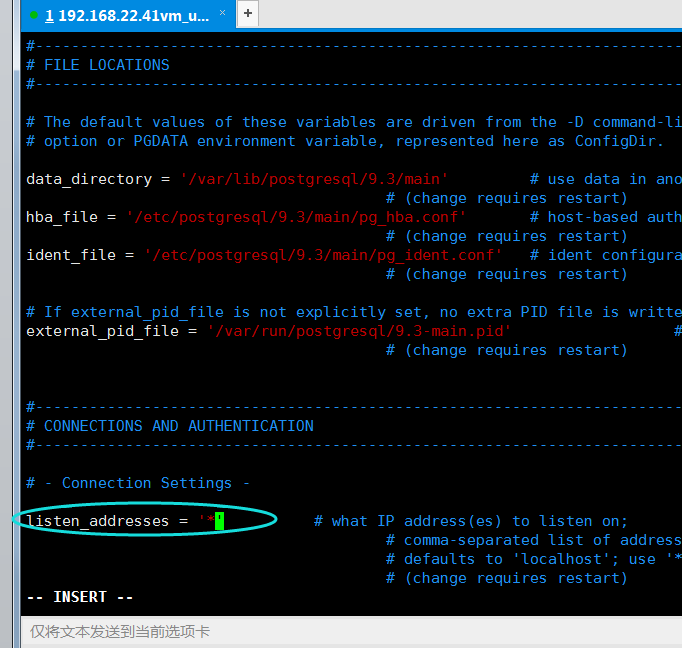 1 192.168.22.41vm_u... × +
#------------------------------------------------------------------------
# FILE LOCATIONS
#------------------------------------------------------------------------
# The default values of these variables are driven from the -D command-li
# option or PGDATA environment variable, represented here as ConfigDir.
data_directory = '/var/lib/postgresql/9.3/main' # use data in ano
# (change requires restart)
hba_file = '/etc/postgresql/9.3/main/pg_hba.conf' # host-based auth
# (change requires restart)
ident_file = '/etc/postgresql/9.3/main/pg_ident.conf' # ident configura
# (change requires restart)
# If external_pid_file is not explicitly set, no extra PID file is writte
external_pid_file = '/var/run/postgresql/9.3-main.pid' #
# (change requires restart)
#------------------------------------------------------------------------
# CONNECTIONS AND AUTHENTICATION
#------------------------------------------------------------------------
# - Connection Settings -
listen_addresses = '*' # what IP address(es) to listen on;
# comma-separated list of address
# defaults to 'localhost'; use '*
# (change requires restart)
-- INSERT --
仅将文本发送到当前选项卡